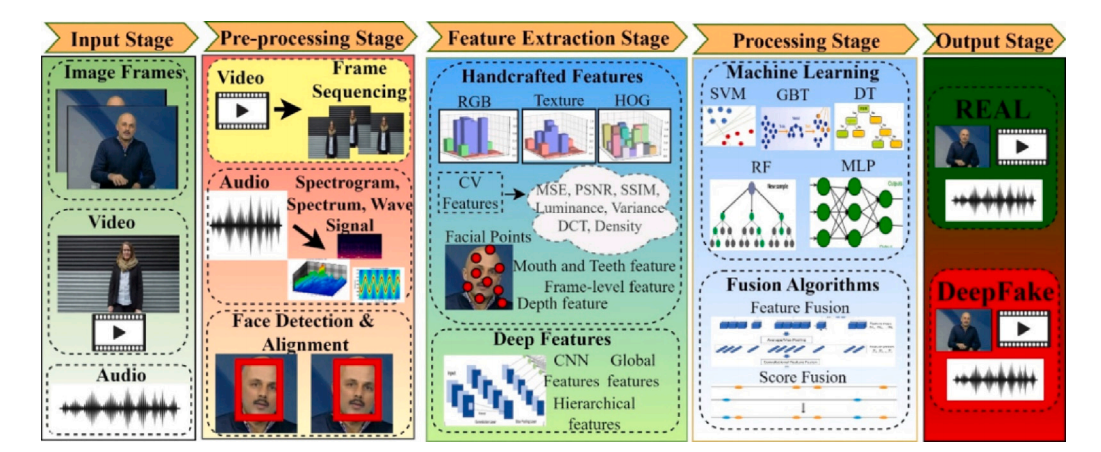 Input Stage
Pre-processing Stage
Feature Extraction Stage
Processing Stage
Output Stage
Image Frames
Video
Audio
Video
Frame
Sequencing
Audio
Spectrogram,
Spectrum, Wave
Signal
Face Detection &
Alignment
Handcrafted Features
RGB
Texture
HOG
CV
Features
MSE, PSNR, SSIM,
Luminance, Variance
DCT, Density
Facial Points
Mouth and Teeth feature
Frame-level feature
Depth feature
Deep Features
CNN
Features
Global
features
Hierarchical
features
Machine Learning
SVM
GBT
DT
RF
MLP
New sample
Fusion Algorithms
Feature Fusion
Score Fusion
REAL
DeepFake